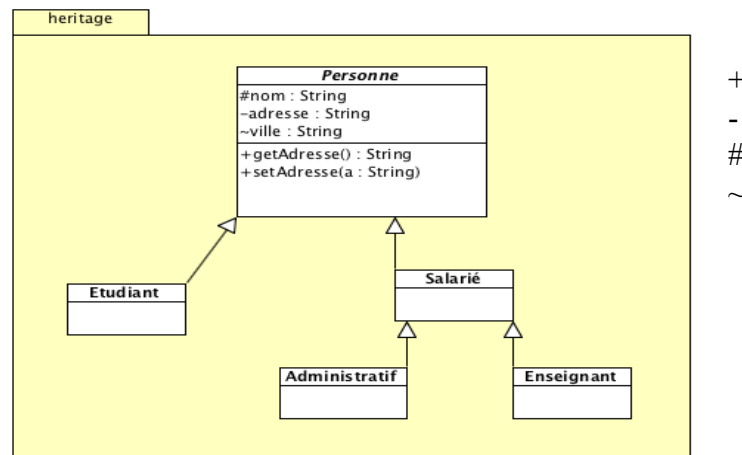 heritage
Personne
#nom : String
-adresse : String
~ville : String
+getAdresse() : String
+setAdresse(a : String)
Etudiant
Salarié
Administratif
Enseignant
+
-
#
~